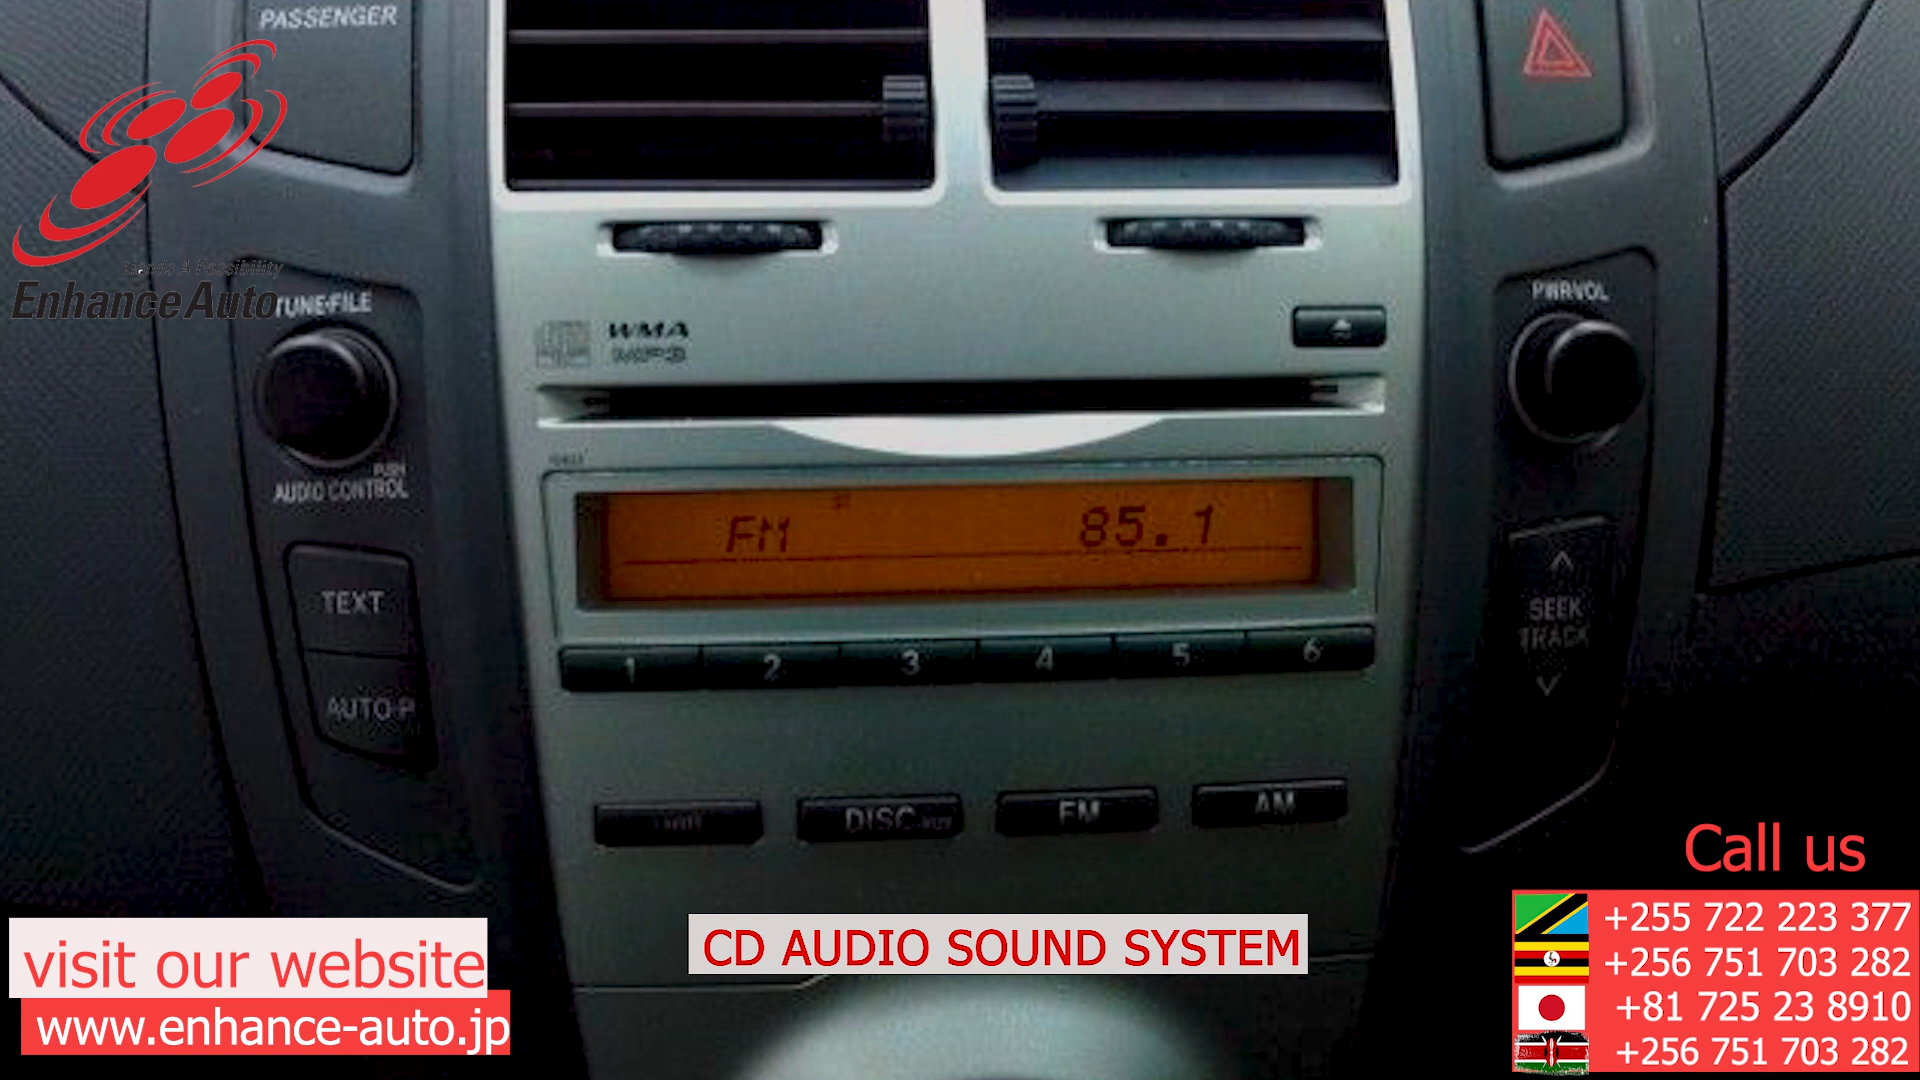 PASSENGER
EnhanceAuto
TUNE·FILE
PUSH
AUDIO CONTROL
TEXT
AUTO·P
WMA
MP3
PWR·VOL
FM
85.1
1 2 3 4 5 6
SEEK
TRACK
DISC
FM
AM
CD AUDIO SOUND SYSTEM
visit our website
www.enhance-auto.jp
Call us
+255 722 223 377
+256 751 703 282
+81 725 23 8910
+256 751 703 282